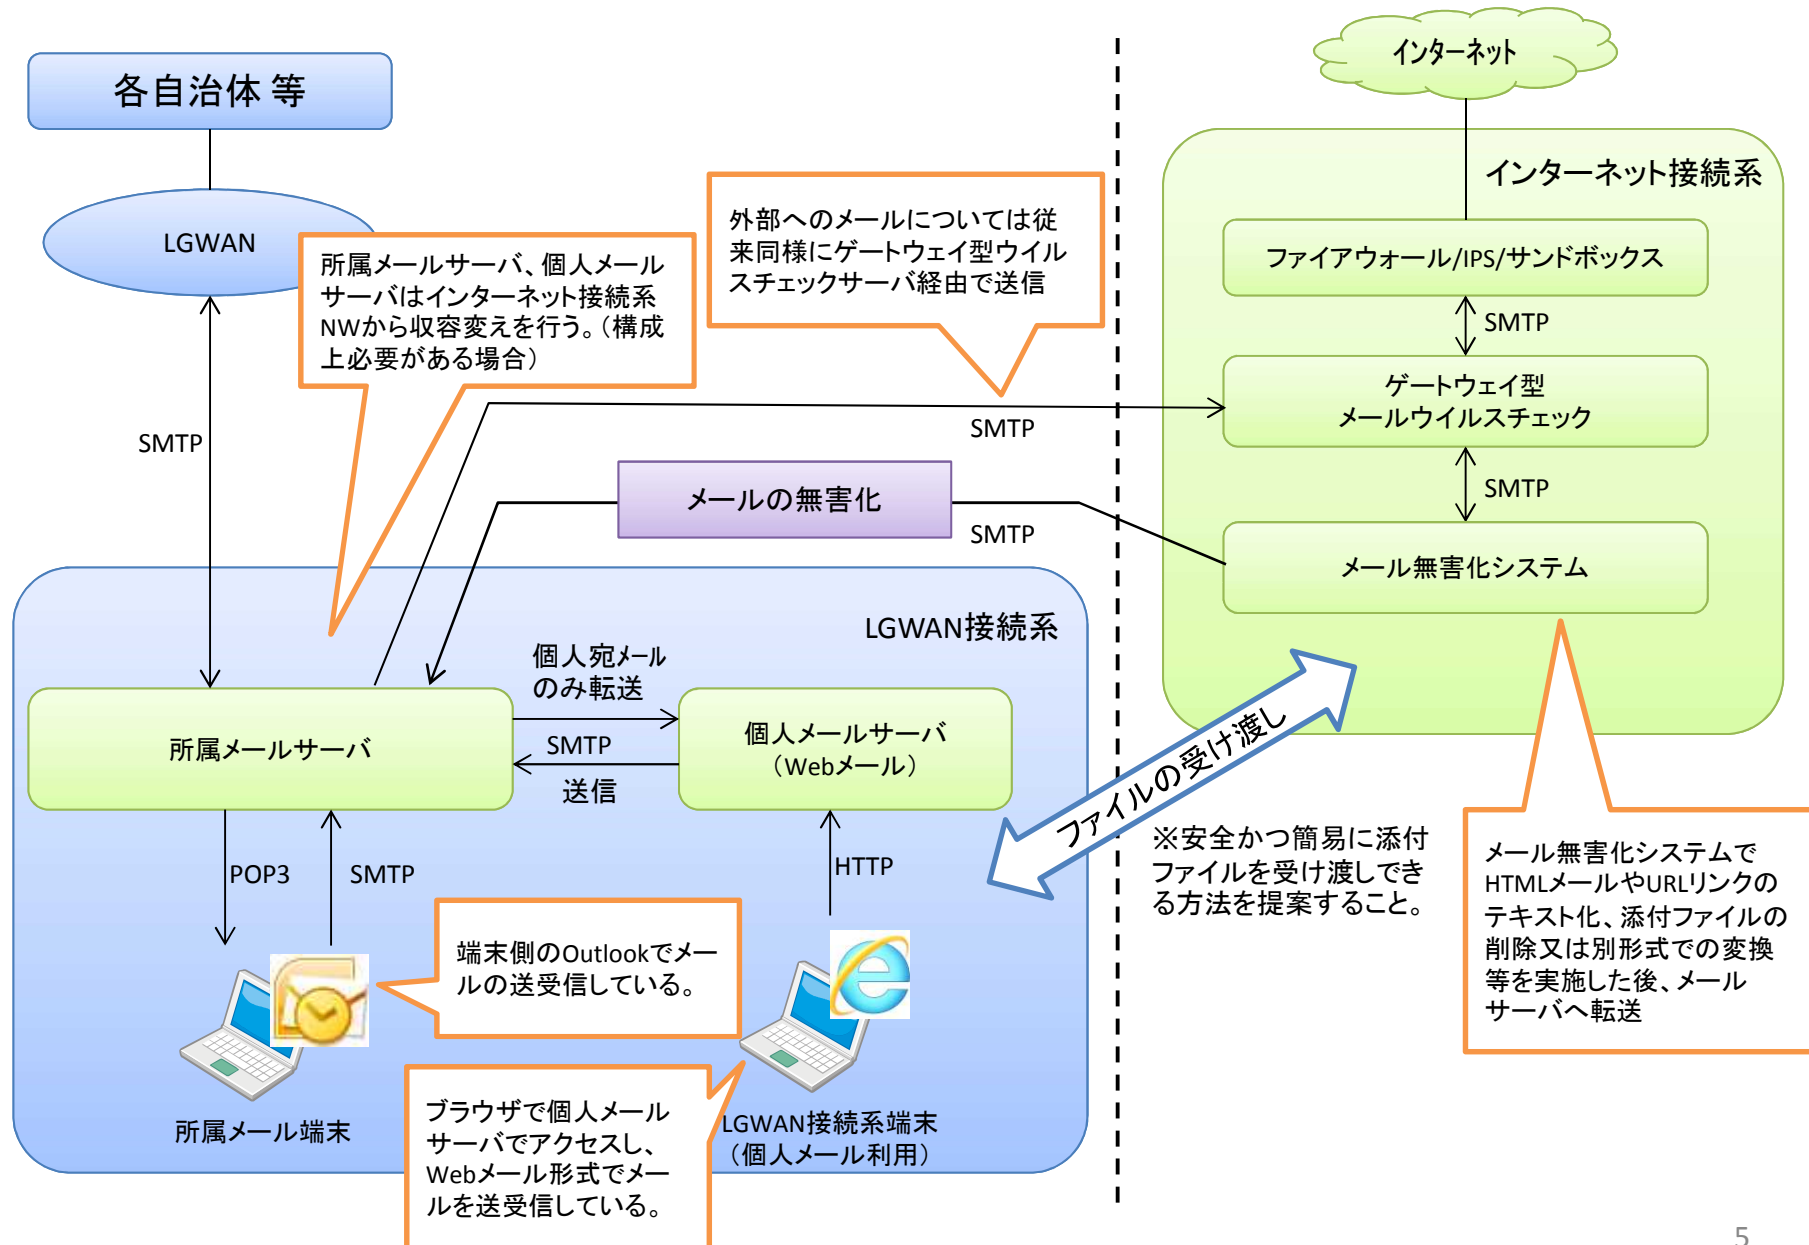 各自治体 等
LGWAN
SMTP
所属メールサーバ、個人メール
サーバはインターネット接続系
NWから収容変えを行う。（構成
上必要がある場合）
外部へのメールについては従
来同様にゲートウェイ型ウイル
スチェックサーバ経由で送信
SMTP
メールの無害化
SMTP
インターネット
インターネット接続系
ファイアウォール/IPS/サンドボックス
SMTP
ゲートウェイ型
メールウイルスチェック
SMTP
メール無害化システム
LGWAN接続系
個人宛メール
のみ転送
所属メールサーバ
SMTP
送信
個人メールサーバ
（Webメール）
POP3
SMTP
HTTP
ファイルの受け渡し
※安全かつ簡易に添付
ファイルを受け渡しでき
る方法を提案すること。
メール無害化システムで
HTMLメールやURLリンクの
テキスト化、添付ファイルの
削除又は別形式での変換
等を実施した後、メール
サーバへ転送
端末側のOutlookでメー
ルの送受信している。
所属メール端末
ブラウザで個人メール
サーバでアクセスし、
Webメール形式でメー
ルを送受信している。
LGWAN接続系端末
（個人メール利用）
5